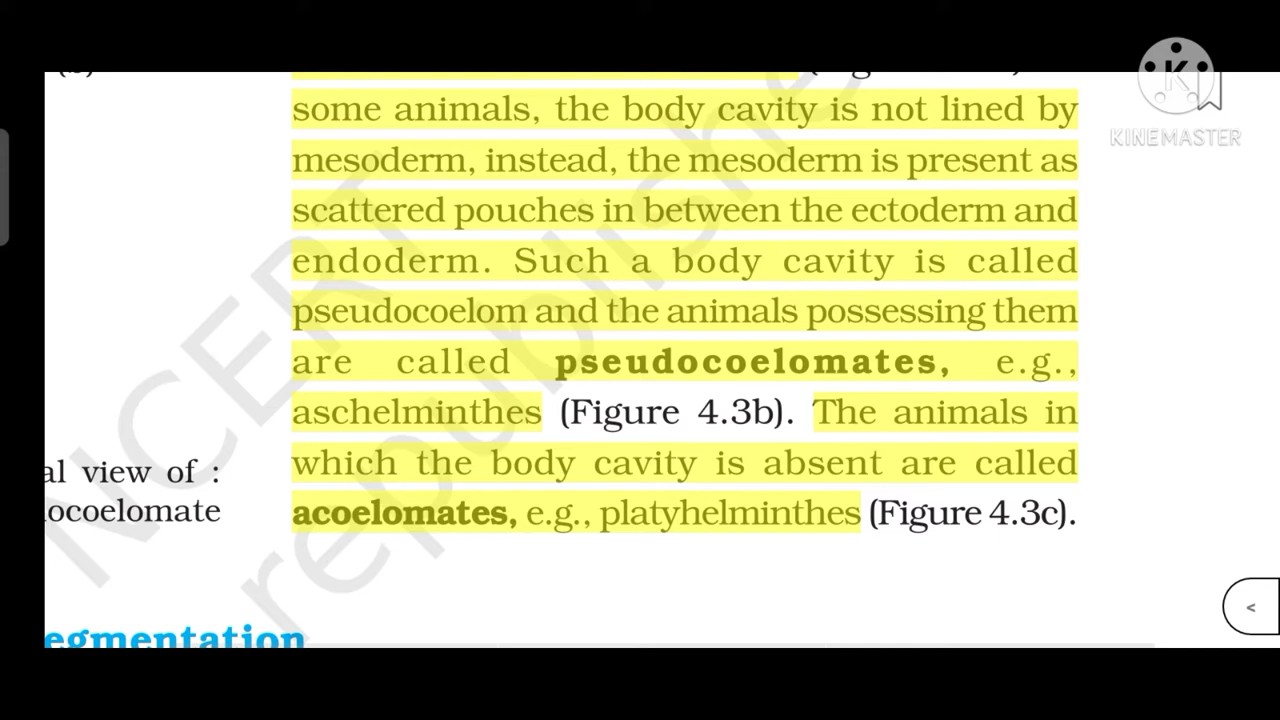 KINEMASTER
some animals, the body cavity is not lined by
mesoderm, instead, the mesoderm is present as
scattered pouches in between the ectoderm and
endoderm. Such a body cavity is called
pseudocoelom and the animals possessing them
are called pseudocoelomates, e.g.,
aschelminthes (Figure 4.3b). The animals in
which the body cavity is absent are called
acoelomates, e.g., platyhelminthes (Figure 4.3c).
al view of :
locoelomate
egmentation
NCERT
republishe